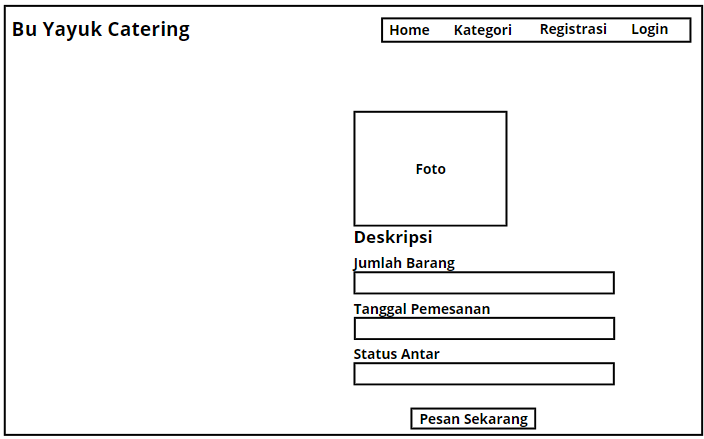 Bu Yayuk Catering
Home Kategori Registrasi Login
Foto
Deskripsi
Jumlah Barang
Tanggal Pemesanan
Status Antar
Pesan Sekarang